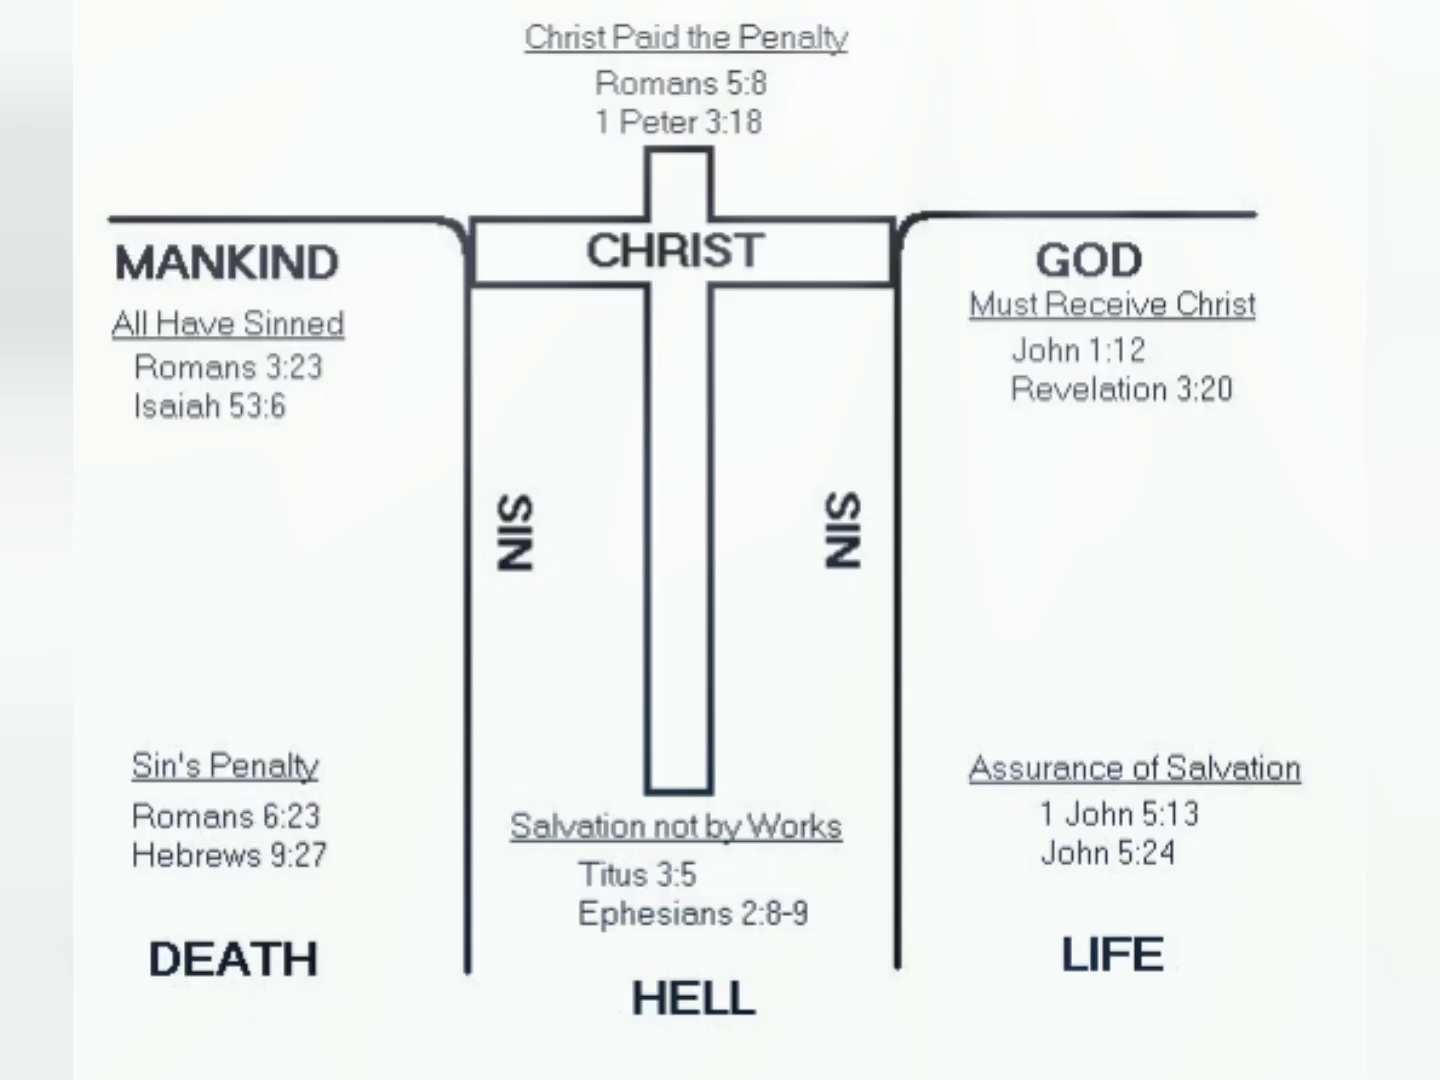 Christ Paid the Penalty
Romans 5:8
1 Peter 3:18
MANKIND
CHRIST
GOD
All Have Sinned
Romans 3:23
Isaiah 53:6
Must Receive Christ
John 1:12
Revelation 3:20
SIN
SIN
Sin's Penalty
Romans 6:23
Hebrews 9:27
Salvation not by Works
Titus 3:5
Ephesians 2:8-9
Assurance of Salvation
1 John 5:13
John 5:24
DEATH
HELL
LIFE